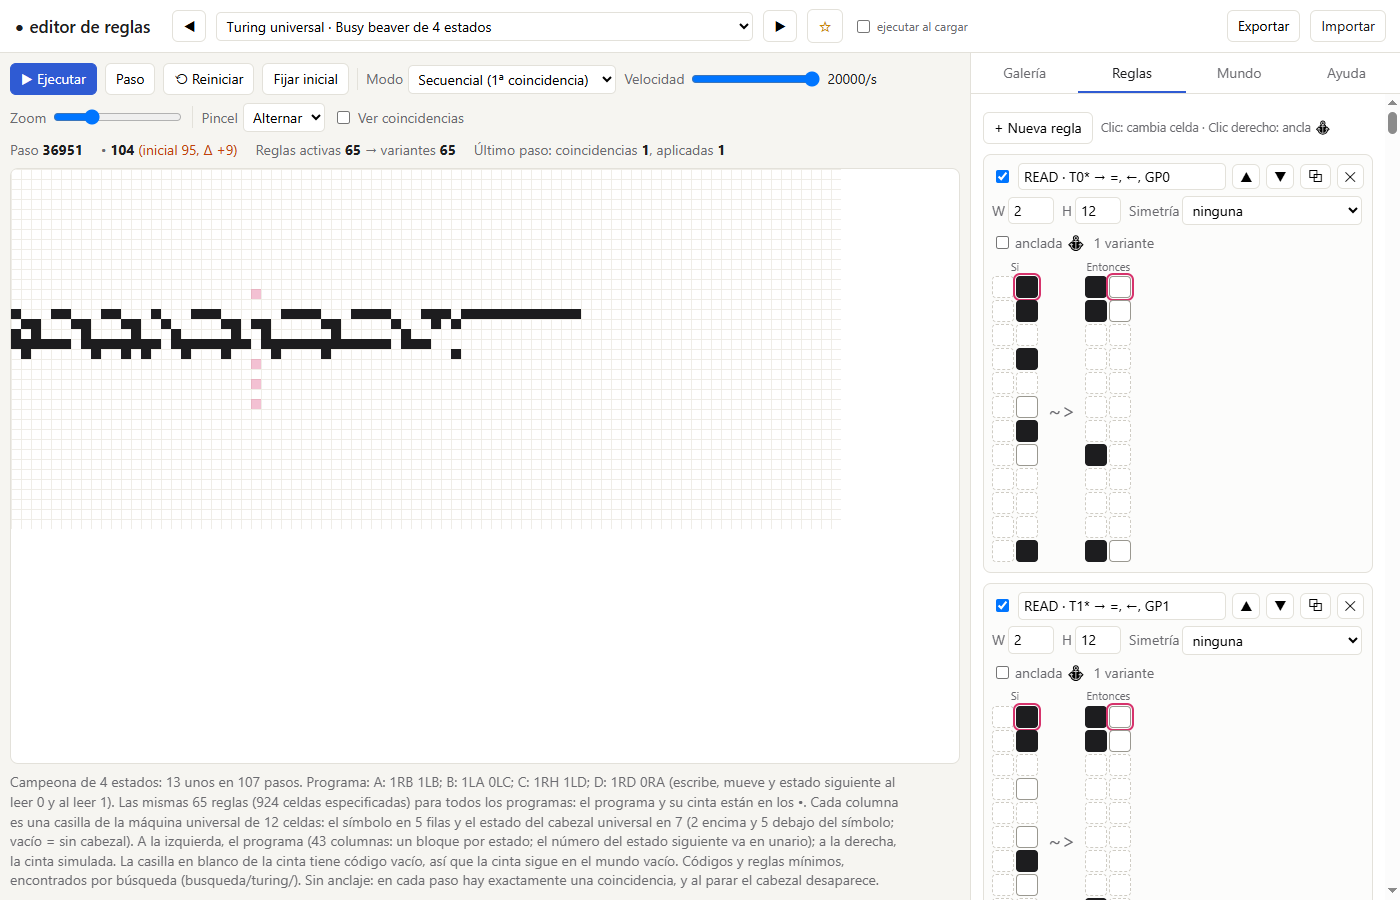 • editor de reglas
◀
Turing universal · Busy beaver de 4 estados
▶
☆
ejecutar al cargar
Exportar
Importar
▶ Ejecutar
Paso
Reiniciar
Fijar inicial
Modo
Secuencial (1ª coincidencia)
Velocidad
20000/s
Zoom
Pincel
Alternar
Ver coincidencias
Paso 36951 • 104 (inicial 95, Δ +9) Reglas activas 65 → variantes 65 Último paso: coincidencias 1, aplicadas 1
Campeona de 4 estados: 13 unos en 107 pasos. Programa: A: 1RB 1LB; B: 1LA 0LC; C: 1RH 1LD; D: 1RD 0RA (escribe, mueve y estado siguiente al
leer 0 y al leer 1). Las mismas 65 reglas (924 celdas especificadas) para todos los programas: el programa y su cinta están en los •. Cada columna
es una casilla de la máquina universal de 12 celdas: el símbolo en 5 filas y el estado del cabezal universal en 7 (2 encima y 5 debajo del símbolo;
vacío = sin cabezal). A la izquierda, el programa (43 columnas: un bloque por estado; el número del estado siguiente va en unario); a la derecha,
la cinta simulada. La casilla en blanco de la cinta tiene código vacío, así que la cinta sigue en el mundo vacío. Códigos y reglas mínimos,
encontrados por búsqueda (busqueda/turing/). Sin anclaje: en cada paso hay exactamente una coincidencia, y al parar el cabezal desaparece.
Galería
Reglas
Mundo
Ayuda
+ Nueva regla
Clic: cambia celda · Clic derecho: ancla
READ · T0* → =, ←, GP0
▲
▼
W 2 H 12 Simetría ninguna
anclada 1 variante
Si
Entonces
~>
READ · T1* → =, ←, GP1
▲
▼
W 2 H 12 Simetría ninguna
anclada 1 variante
Si
Entonces
~>